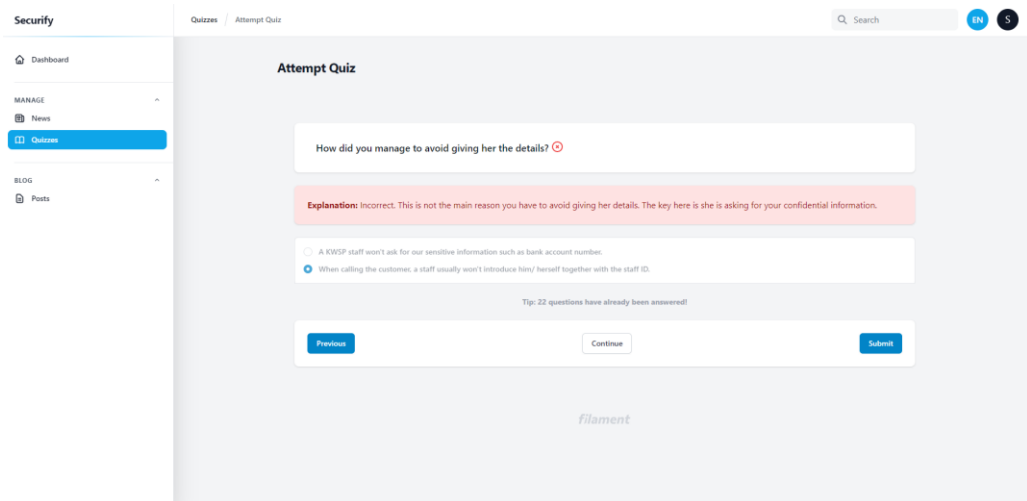 Securify
Quizzes / Attempt Quiz
Search
EN
S
Dashboard
MANAGE
News
Quizzes
BLOG
Posts
Attempt Quiz
How did you manage to avoid giving her the details?
Explanation: Incorrect. This is not the main reason you have to avoid giving her details. The key here is she is asking for your confidential information.
A KWSP staff won't ask for our sensitive information such as bank account number.
When calling the customer, a staff usually won't introduce him/ herself together with the staff ID.
Tip: 22 questions have already been answered!
Previous
Continue
Submit
filament